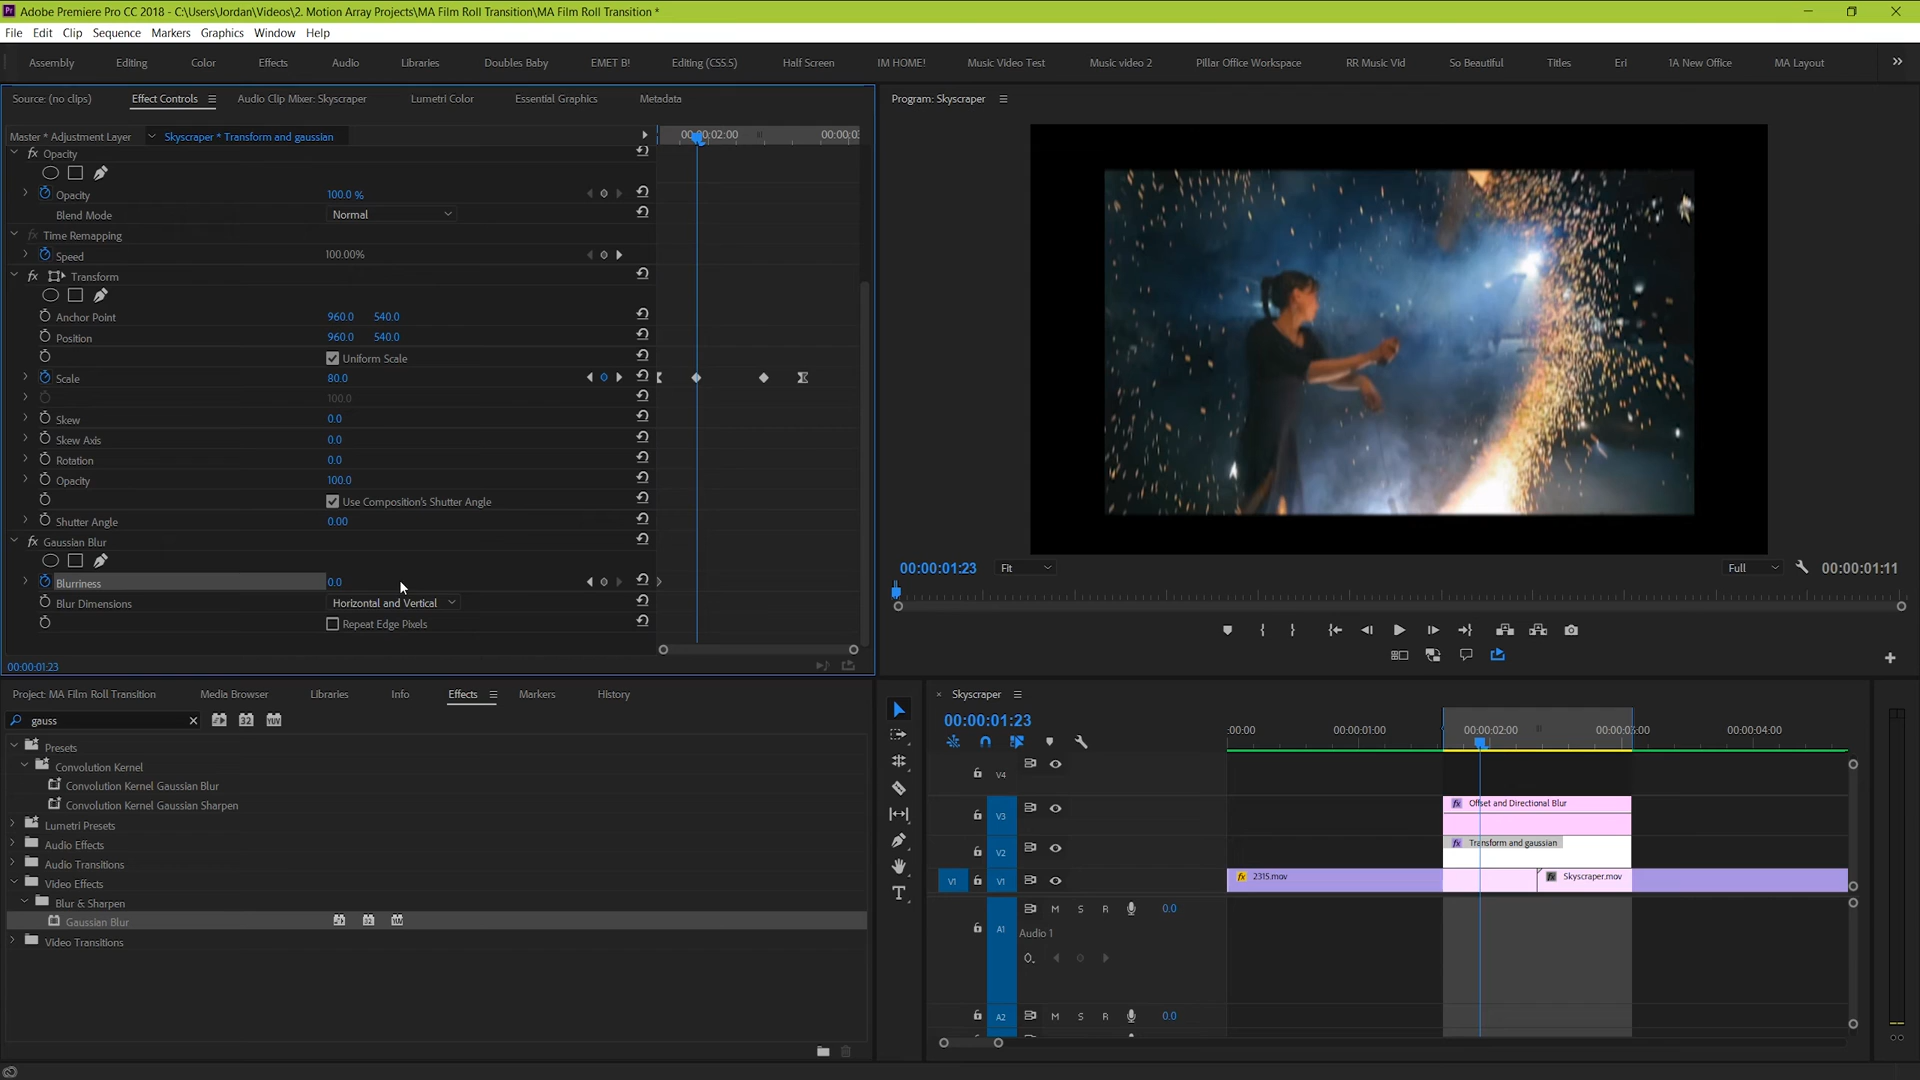 Adobe Premiere Pro CC 2018 - C:\Users\Jordan\Videos\2. Motion Array Projects\MA Film Roll Transition\MA Film Roll Transition *
File Edit Clip Sequence Markers Graphics Window Help
Assembly Editing Color Effects Audio Libraries Doubles Baby EMET B! Editing (CS5.5) Half Screen IM HOME! Music Video Test Music video 2 Pillar Office Workspace RR Music Vid So Beautiful Titles Eri 1A New Office MA Layout
Source: (no clips) Effect Controls Audio Clip Mixer: Skyscraper Lumetri Color Essential Graphics Metadata
Program: Skyscraper
Master * Adjustment Layer Skyscraper * Transform and gaussian
fx Opacity
Opacity 100.0 %
Blend Mode Normal
fx Time Remapping
Speed 100.00%
fx Transform
Anchor Point 960.0 540.0
Position 960.0 540.0
Uniform Scale
Scale 80.0
100.0
Skew 0.0
Skew Axis 0.0
Rotation 0.0
Opacity 100.0
Use Composition's Shutter Angle
Shutter Angle 0.00
fx Gaussian Blur
Blurriness 0.0
Blur Dimensions Horizontal and Vertical
Repeat Edge Pixels
00:00:01:23
00:00:01:23 Fit Full 00:00:01:11
Project: MA Film Roll Transition Media Browser Libraries Info Effects Markers History
gauss 32 YUV
Presets
Convolution Kernel
Convolution Kernel Gaussian Blur
Convolution Kernel Gaussian Sharpen
Lumetri Presets
Audio Effects
Audio Transitions
Video Effects
Blur & Sharpen
Gaussian Blur
Video Transitions
Skyscraper
00:00:01:23
:00:00 00:00:01:00 00:00:02:00 00:00:03:00 00:00:04:00
V4
V3 fx Offset and Directional Blur
V2 fx Transform and gaussian
V1 V1 fx 2315.mov fx Skyscraper.mov
A1 M S R 0.0
Audio 1
A2 M S R 0.0